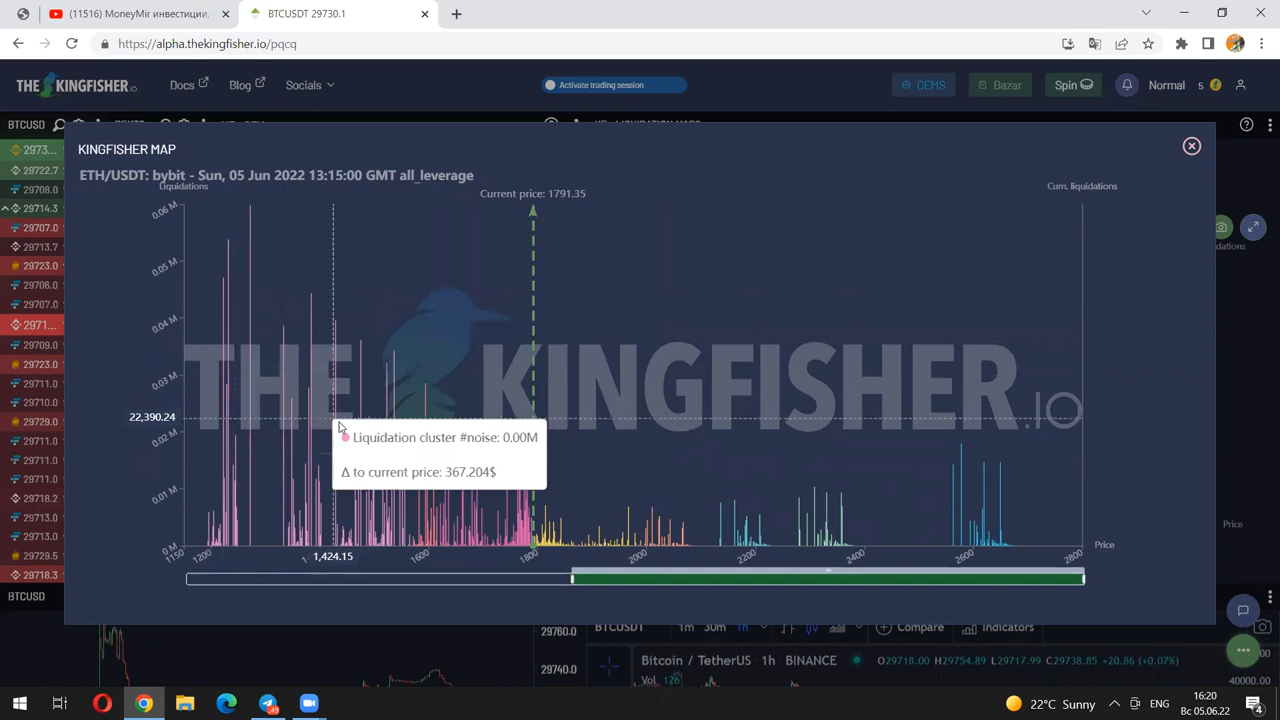 (11516) MoneyMir инвестиции,
BTCUSDT 29730.1
https://alpha.thekingfisher.io/pqcq
THE KINGFISHER.IO
Docs
Blog
Socials
Activate trading session
OEMS
Bazar
Spin
Normal
5
BTCUSD
KINGFISHER MAP
ETH/USDT: bybit - Sun, 05 Jun 2022 13:15:00 GMT all_leverage
Liquidations
Current price: 1791.35
Cum. liquidations
0.06 M
0.05 M
0.04 M
0.03 M
0.02 M
0.01 M
0 M
22,390.24
THE KINGFISHER.IO
Liquidation cluster #noise: 0.00M
Δ to current price: 367.204$
1150
1200
1,424.15
1600
1800
2000
2200
2400
2600
2800
Price
2973...
29722.7
29708.0
29714.3
29707.0
29713.7
29723.0
29706.0
29707.0
2971...
29709.0
29723.0
29711.0
29710.0
29729.0
29711.0
29711.0
29711.0
29718.2
29713.0
29713.0
29729.5
29718.3
BTCUSD
Price
29760.0
29740.0
BTCUSDT
1m 30m 1h
Compare
Indicators
Bitcoin / TetherUS 1h BINANCE
O29718.00 H29754.89 L29717.99 C29738.85 +20.86 (+0.07%)
Vol 126
40000.00
49
22°C Sunny
ENG
16:20
Вс 05.06.22
4